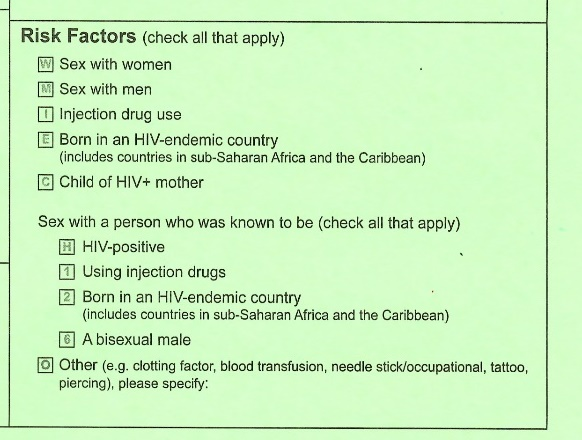 Risk Factors (check all that apply)
W Sex with women
M Sex with men
I Injection drug use
E Born in an HIV-endemic country
(includes countries in sub-Saharan Africa and the Caribbean)
C Child of HIV+ mother
Sex with a person who was known to be (check all that apply)
H HIV-positive
1 Using injection drugs
2 Born in an HIV-endemic country
(includes countries in sub-Saharan Africa and the Caribbean)
6 A bisexual male
O Other (e.g. clotting factor, blood transfusion, needle stick/occupational, tattoo,
piercing), please specify: